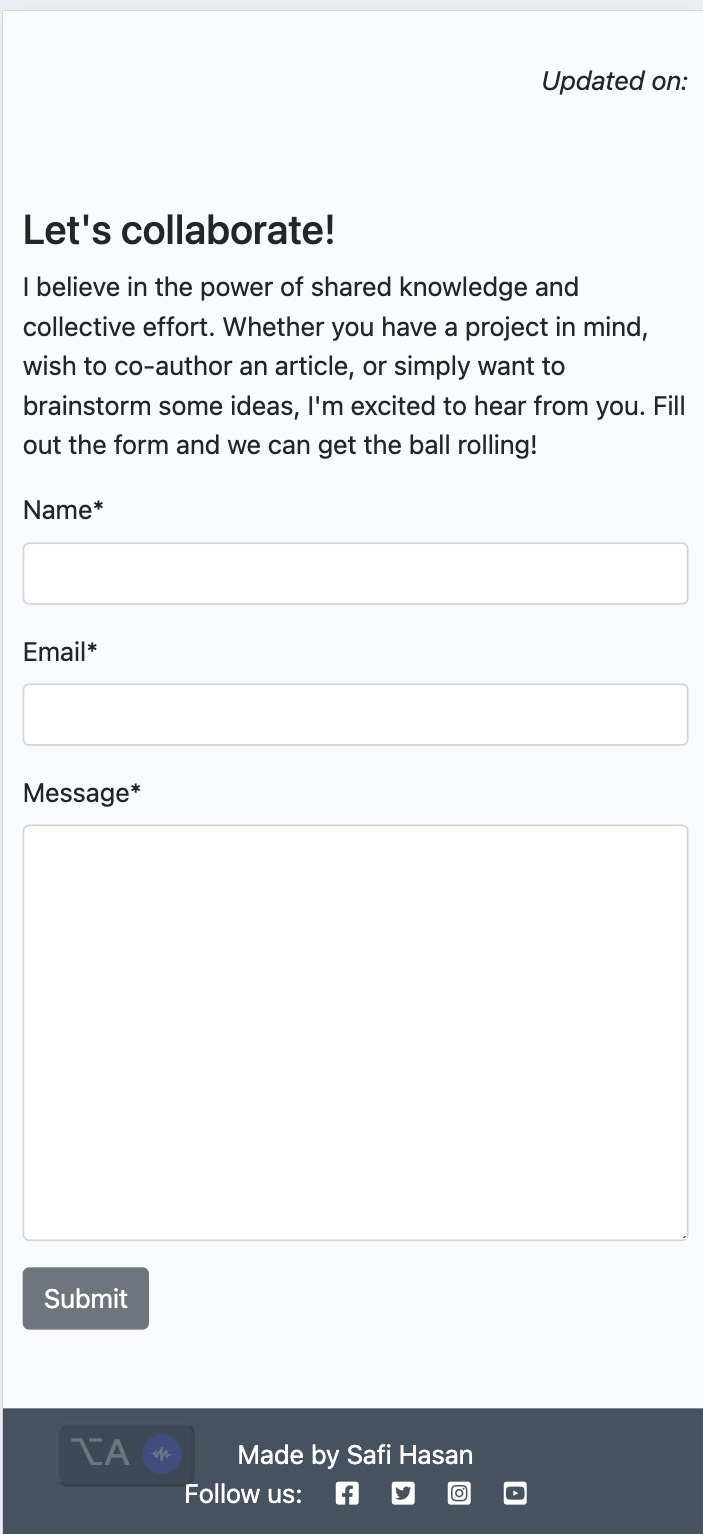 Updated on:
Let's collaborate!
I believe in the power of shared knowledge and
collective effort. Whether you have a project in mind,
wish to co-author an article, or simply want to
brainstorm some ideas, I'm excited to hear from you. Fill
out the form and we can get the ball rolling!
Name*
Email*
Message*
Submit
⌥A
Made by Safi Hasan
Follow us: